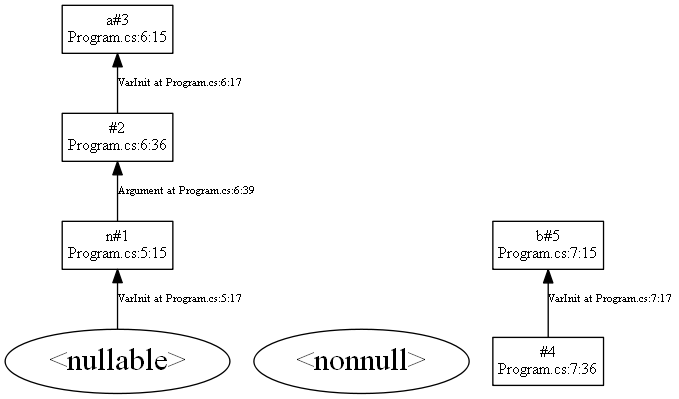 a#3
Program.cs:6:15
VarInit at Program.cs:6:17
#2
Program.cs:6:36
Argument at Program.cs:6:39
n#1
Program.cs:5:15
VarInit at Program.cs:5:17
<nullable>
<nonnull>
b#5
Program.cs:7:15
VarInit at Program.cs:7:17
#4
Program.cs:7:36